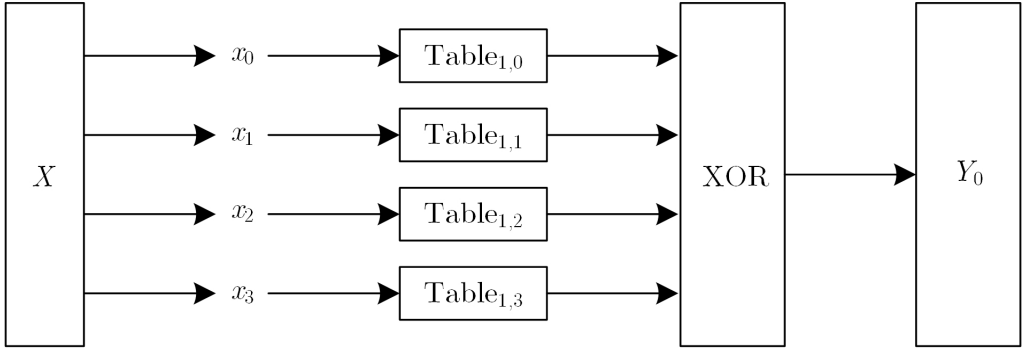 x₀ Table₁,₀
x₁ Table₁,₁
X XOR Y₀
x₂ Table₁,₂
x₃ Table₁,₃